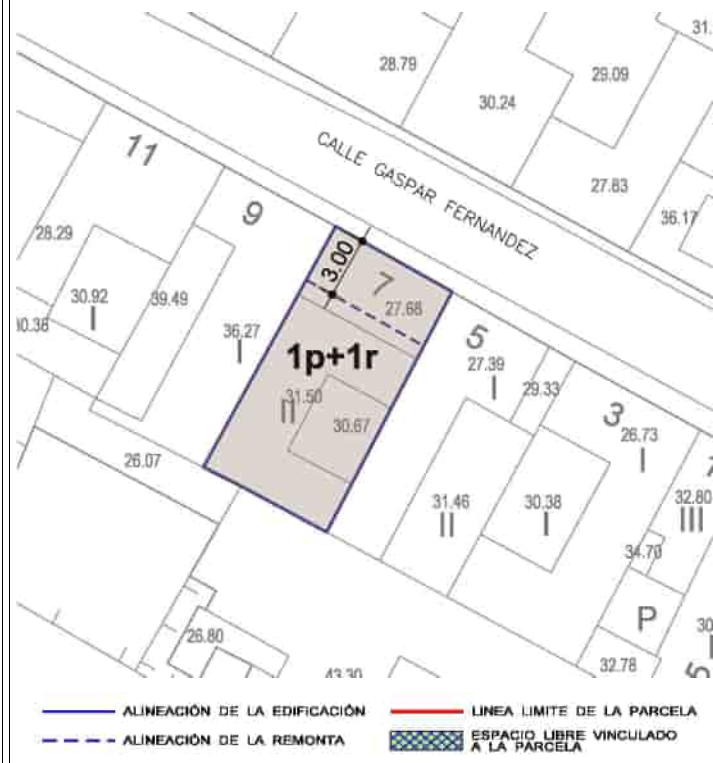 31.
28.79
29.09
30.24
CALLE GASPAR FERNANDEZ
11
27.83
9
36.17
28.29
3.00
7
30.92
39.49
27.68
I
36.27
I
5
27.39
I
1p+1r
29.33
3
31.50
II
26.73
I
30.67
26.07
31.46
II
30.38
I
32.80
III
34.70
P
26.80
32.78
43.30
ALINEACIÓN DE LA EDIFICACIÓN
LINEA LIMITE DE LA PARCELA
ALINEACIÓN DE LA REMONTA
ESPACIO LIBRE VINCULADO
A LA PARCELA